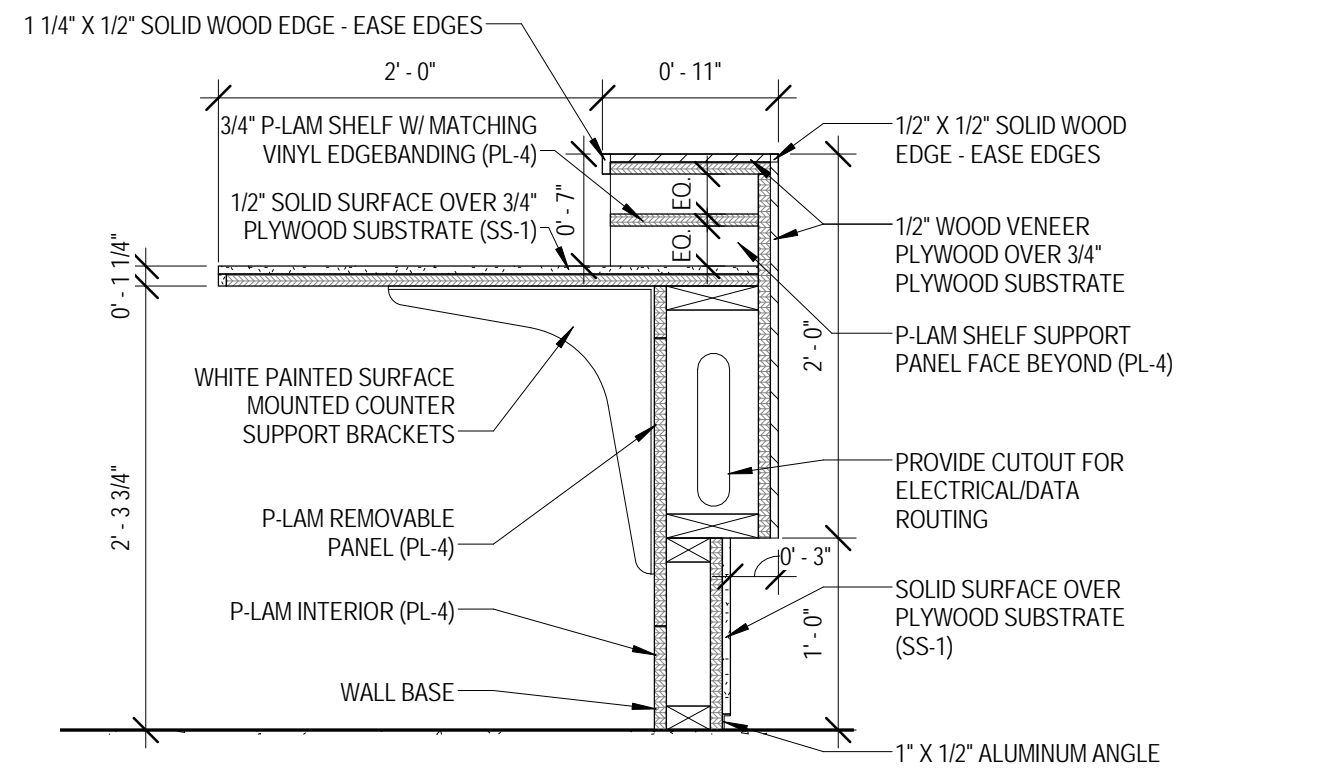 1 1/4" X 1/2" SOLID WOOD EDGE - EASE EDGES
2' - 0"
0' - 11"
3/4" P-LAM SHELF W/ MATCHING
VINYL EDGEBANDING (PL-4)
1/2" X 1/2" SOLID WOOD
EDGE - EASE EDGES
1/2" SOLID SURFACE OVER 3/4"
PLYWOOD SUBSTRATE (SS-1)
0' - 7"
EQ.
EQ.
1/2" WOOD VENEER
PLYWOOD OVER 3/4"
PLYWOOD SUBSTRATE
0' - 1 1/4"
P-LAM SHELF SUPPORT
PANEL FACE BEYOND (PL-4)
2' - 0"
WHITE PAINTED SURFACE
MOUNTED COUNTER
SUPPORT BRACKETS
PROVIDE CUTOUT FOR
ELECTRICAL/DATA
ROUTING
2' - 3 3/4"
P-LAM REMOVABLE
PANEL (PL-4)
0' - 3"
SOLID SURFACE OVER
PLYWOOD SUBSTRATE
(SS-1)
P-LAM INTERIOR (PL-4)
1' - 0"
WALL BASE
1" X 1/2" ALUMINUM ANGLE